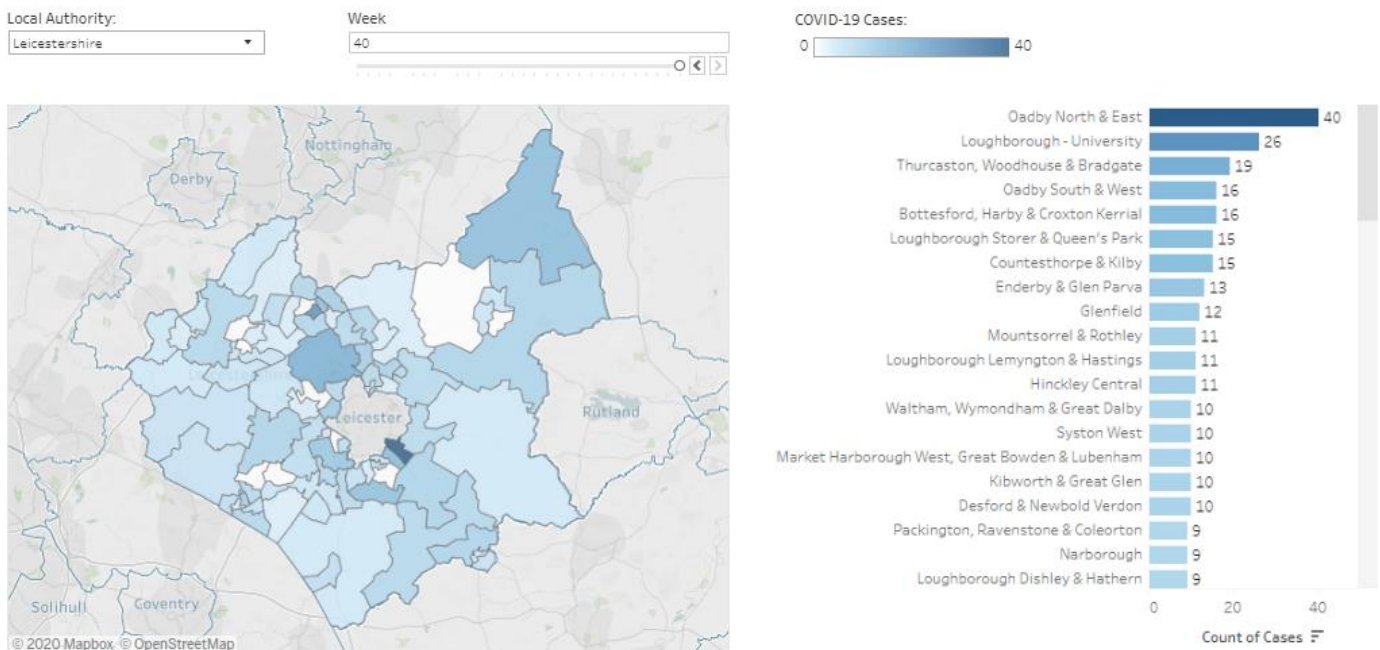 Local Authority:
Leicestershire
Week
40
COVID-19 Cases:
0 40
Nottingham
Derby
Leicester
Rutland
Solihull
Coventry
© 2020 Mapbox © OpenStreetMap
Oadby North & East 40
Loughborough - University 26
Thurcaston, Woodhouse & Bradgate 19
Oadby South & West 16
Bottesford, Harby & Croxton Kerrial 16
Loughborough Storer & Queen's Park 15
Countesthorpe & Kilby 15
Enderby & Glen Parva 13
Glenfield 12
Mountsorrel & Rothley 11
Loughborough Lemyngton & Hastings 11
Hinckley Central 11
Waltham, Wymondham & Great Dalby 10
Syston West 10
Market Harborough West, Great Bowden & Lubenham 10
Kibworth & Great Glen 10
Desford & Newbold Verdon 10
Packington, Ravenstone & Coleorton 9
Narborough 9
Loughborough Dishley & Hathern 9
0 20 40
Count of Cases